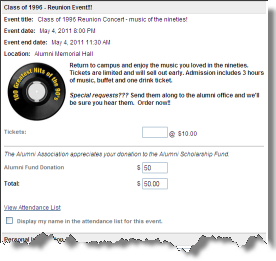 Class of 1996 - Reunion Event!!!
Event title: Class of 1996 Reunion Concert - music of the nineties!
Event date: May 4, 2011 8:00 PM
Event end date: May 4, 2011 11:30 AM
Location: Alumni Memorial Hall
100 Greatest Hits of the 90's
Return to campus and enjoy the music you loved in the nineties.
Tickets are limited and will sell out early. Admission includes 3 hours
of music, buffet and one drink ticket.
Special requests??? Send them along to the alumni office and we'll
be sure you hear them. Order now!!
Tickets: @ $10.00
The Alumni Association appreciates your donation to the Alumni Scholarship Fund.
Alumni Fund Donation $ 50
Total: $ 50.00
View Attendance List
Display my name in the attendance list for this event.
Personal